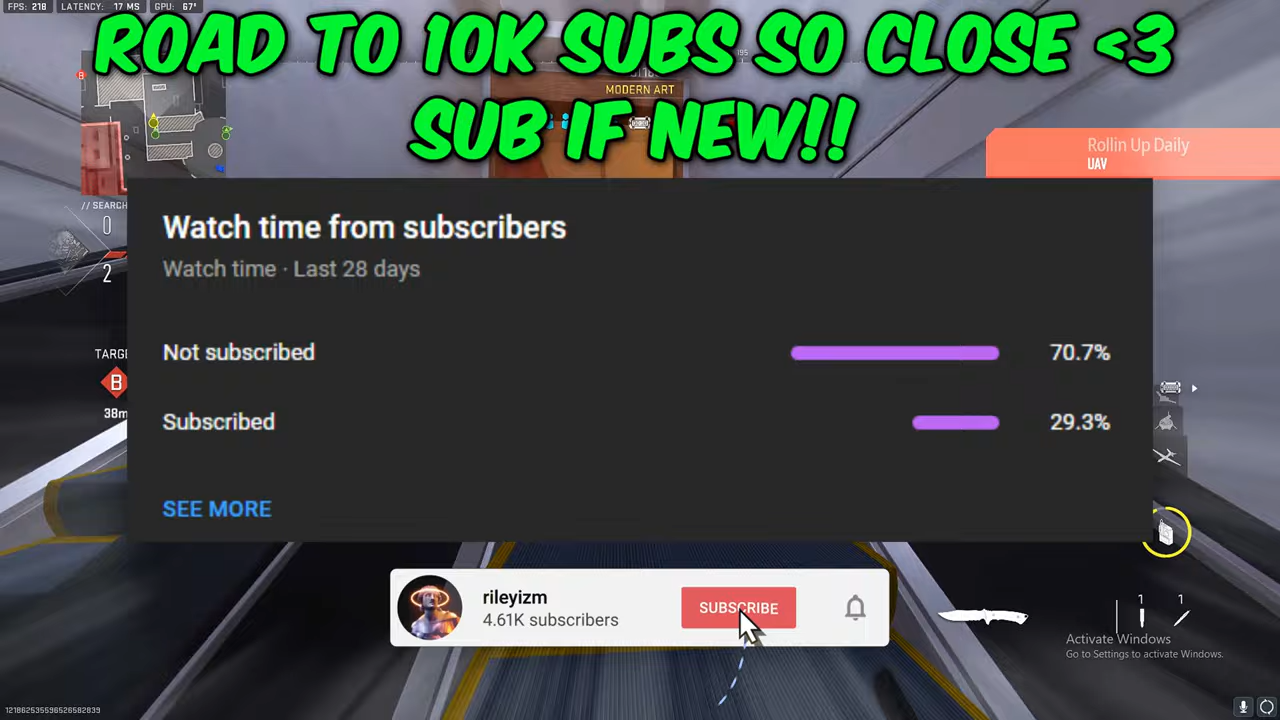 FPS: 218 LATENCY: 17 MS GPU: 67°
ROAD TO 10K SUBS SO CLOSE <3
SUB IF NEW!!
MODERN ART
Rollin Up Daily
UAV
// SEARCH
0
2
Watch time from subscribers
Watch time · Last 28 days
Not subscribed 70.7%
Subscribed 29.3%
SEE MORE
TARGE
B
38m
rileyizm
4.61K subscribers
SUBSCRIBE
1 1
Activate Windows
Go to Settings to activate Windows.